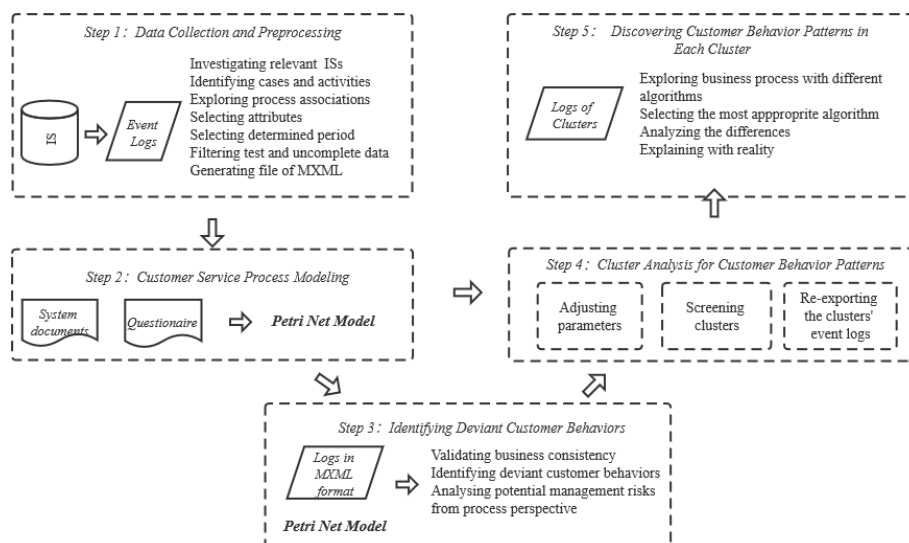 Step 1：Data Collection and Preprocessing
IS
Event
Logs
Investigating relevant ISs
Identifying cases and activities
Exploring process associations
Selecting attributes
Selecting determined period
Filtering test and uncomplete data
Generating file of MXML
Step 2：Customer Service Process Modeling
System
documents
Questionaire
Petri Net Model
Step 3：Identifying Deviant Customer Behaviors
Logs in
MXML
format
Petri Net Model
Validating business consistency
Identifying deviant customer behaviors
Analysing potential management risks
from process perspective
Step 4：Cluster Analysis for Customer Behavior Patterns
Adjusting
parameters
Screening
clusters
Re-exporting
the clusters'
event logs
Step 5： Discovering Customer Behavior Patterns in
Each Cluster
Logs of
Clusters
Exploring business process with different
algorithms
Selecting the most appproprite algorithm
Analyzing the differences
Explaining with reality